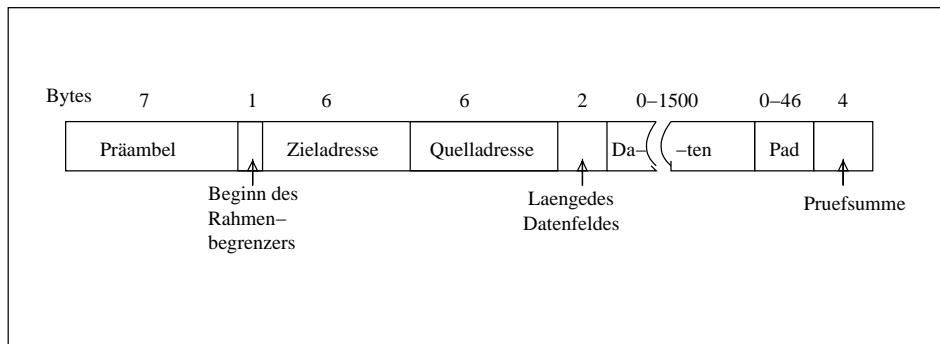 Bytes 7 1 6 6 2 0–1500 0–46 4
Präambel Zieladresse Quelladresse Da– –ten Pad
Beginn des
Rahmen–
begrenzers
Laengedes
Datenfeldes
Pruefsumme